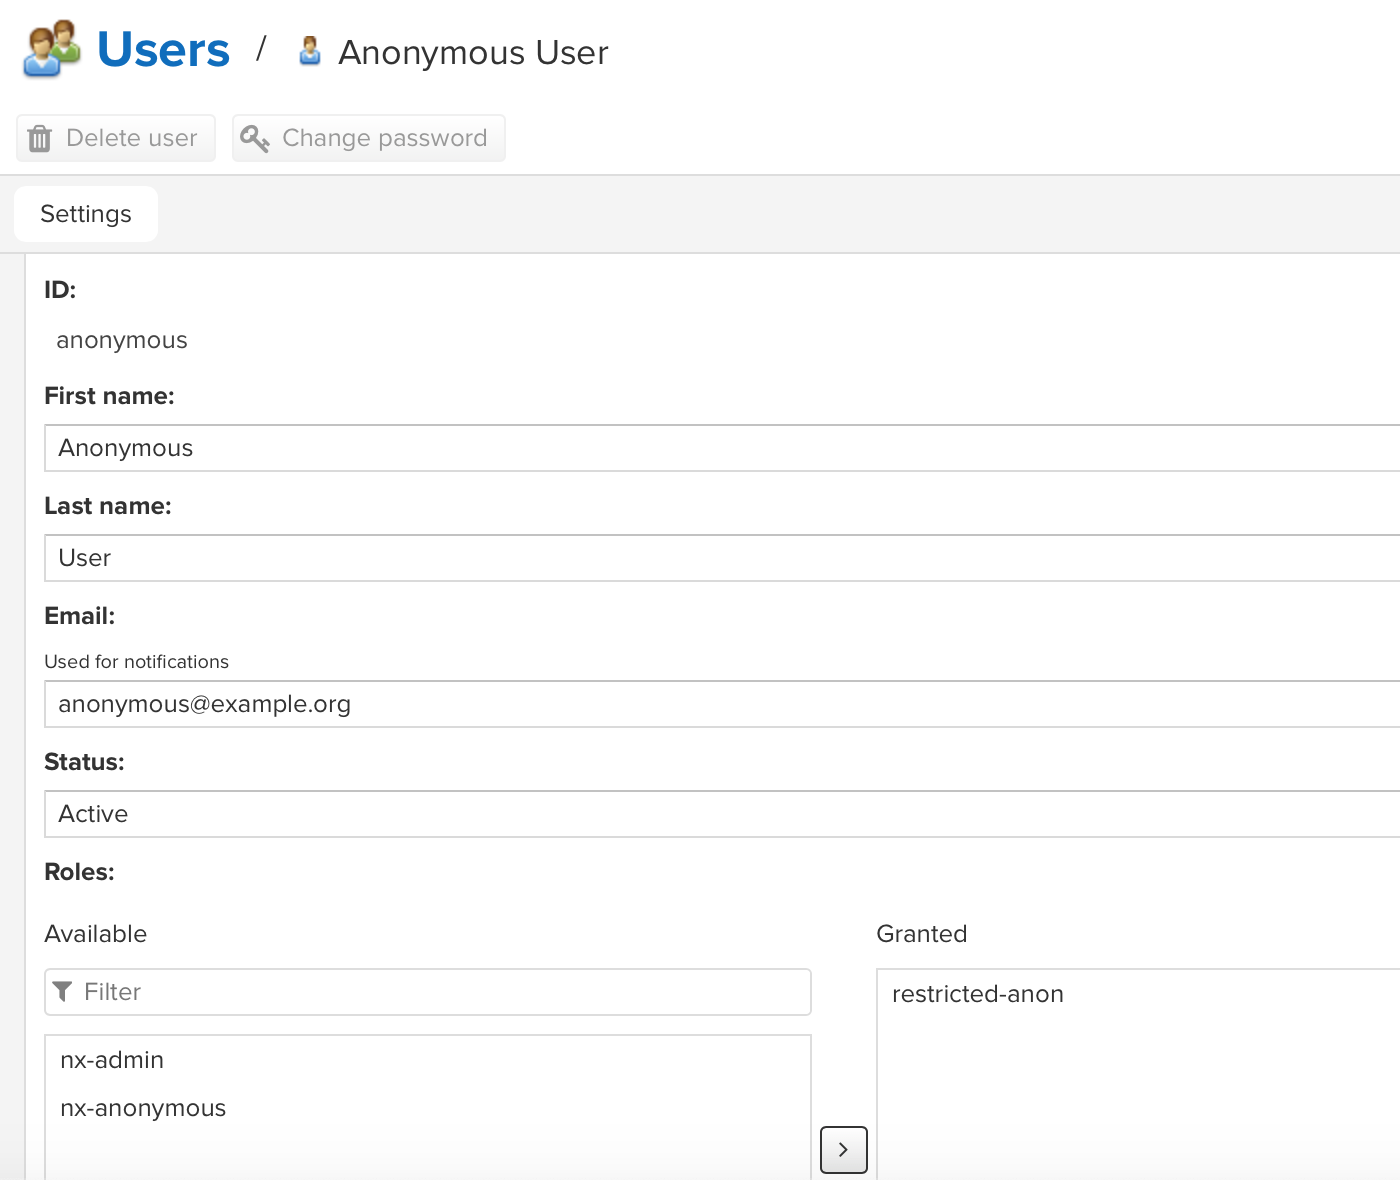 Users / Anonymous User
Delete user Change password
Settings
ID:
anonymous
First name:
Anonymous
Last name:
User
Email:
Used for notifications
anonymous@example.org
Status:
Active
Roles:
Available Granted
Filter restricted-anon
nx-admin
nx-anonymous